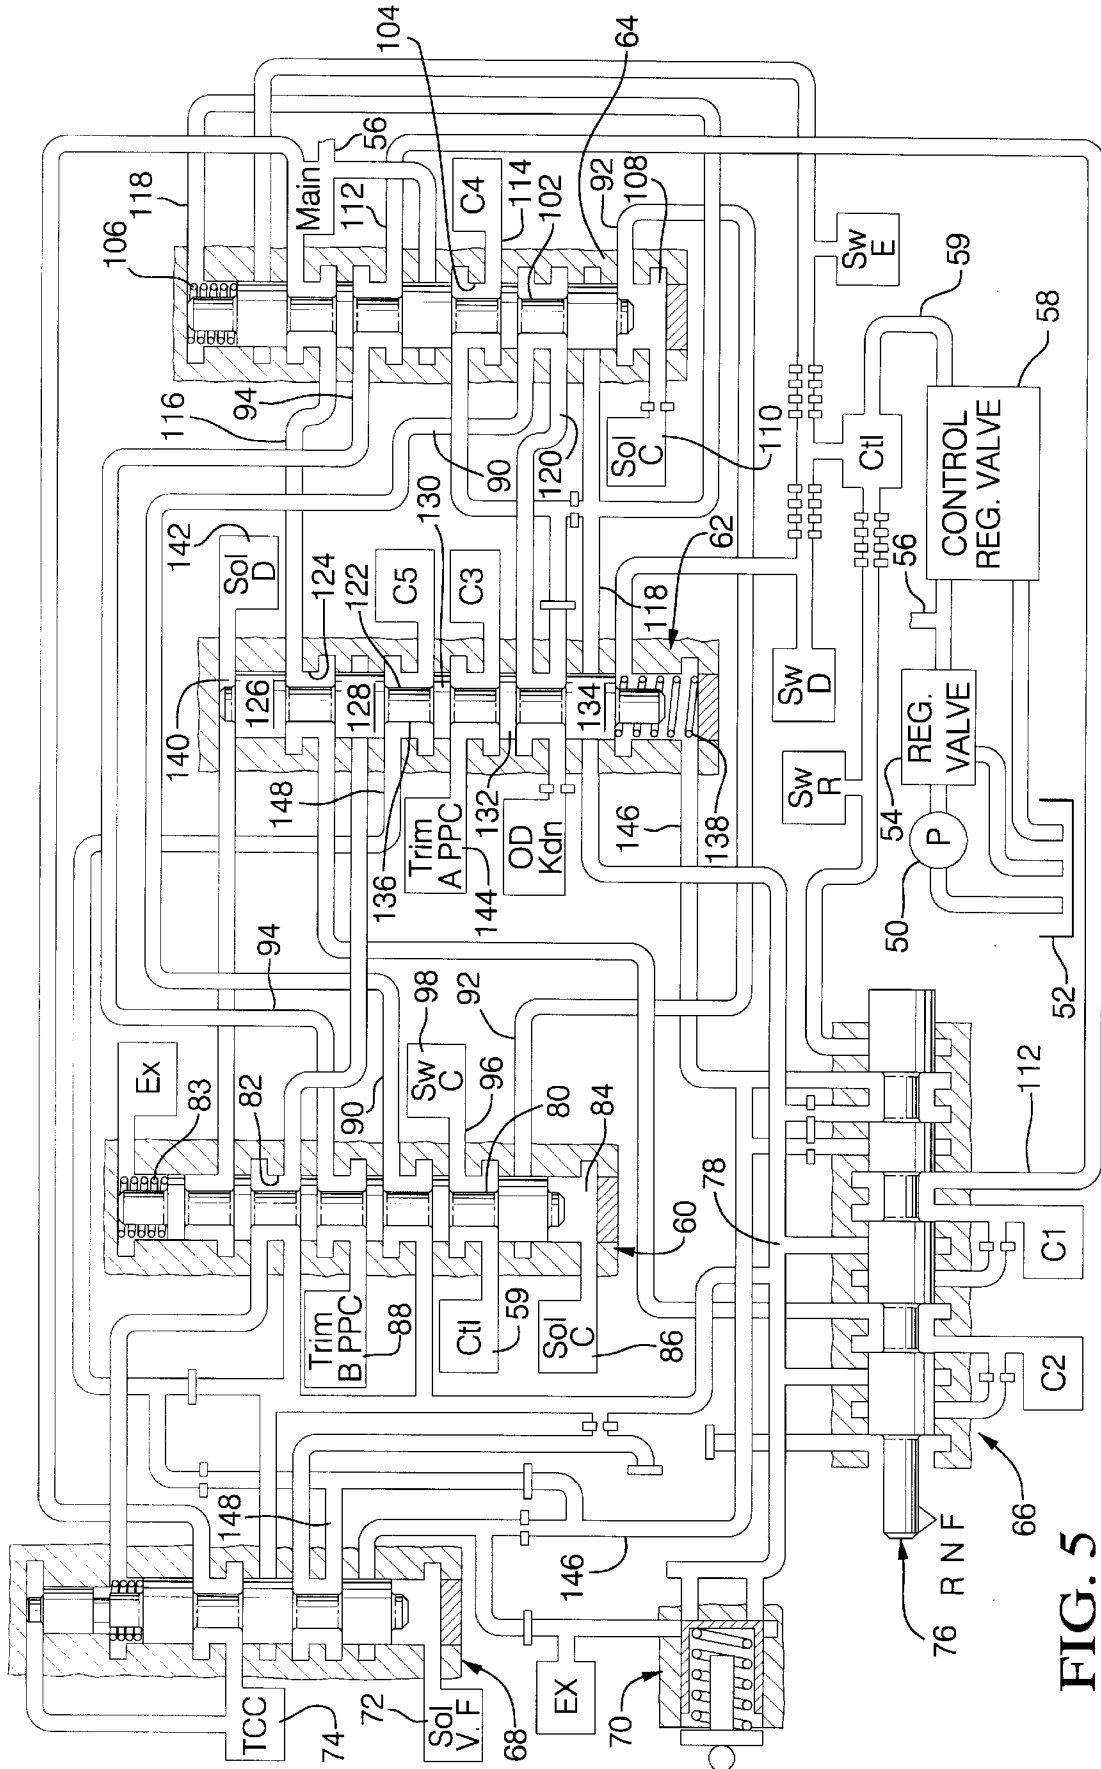 104
64
56
118
106
Main
112
C4
114
102
92
108
116
94
90
120
Sol C
110
Sw E
59
58
142
Sol D
124
122
130
C5
C3
62
118
Ctl
CONTROL REG. VALVE
56
140
126
128
134
148
136
Trim A PPC
144
132
OD Kdn
146
138
Sw D
Sw R
54
REG. VALVE
P
50
52
94
Ex
83
82
90
Sw C
98
96
92
80
84
60
78
112
C1
C2
Trim B PPC
88
Ctl
59
Sol C
86
66
148
146
TCC
74
72
Sol V. F
68
EX
70
76
R N F
FIG. 5